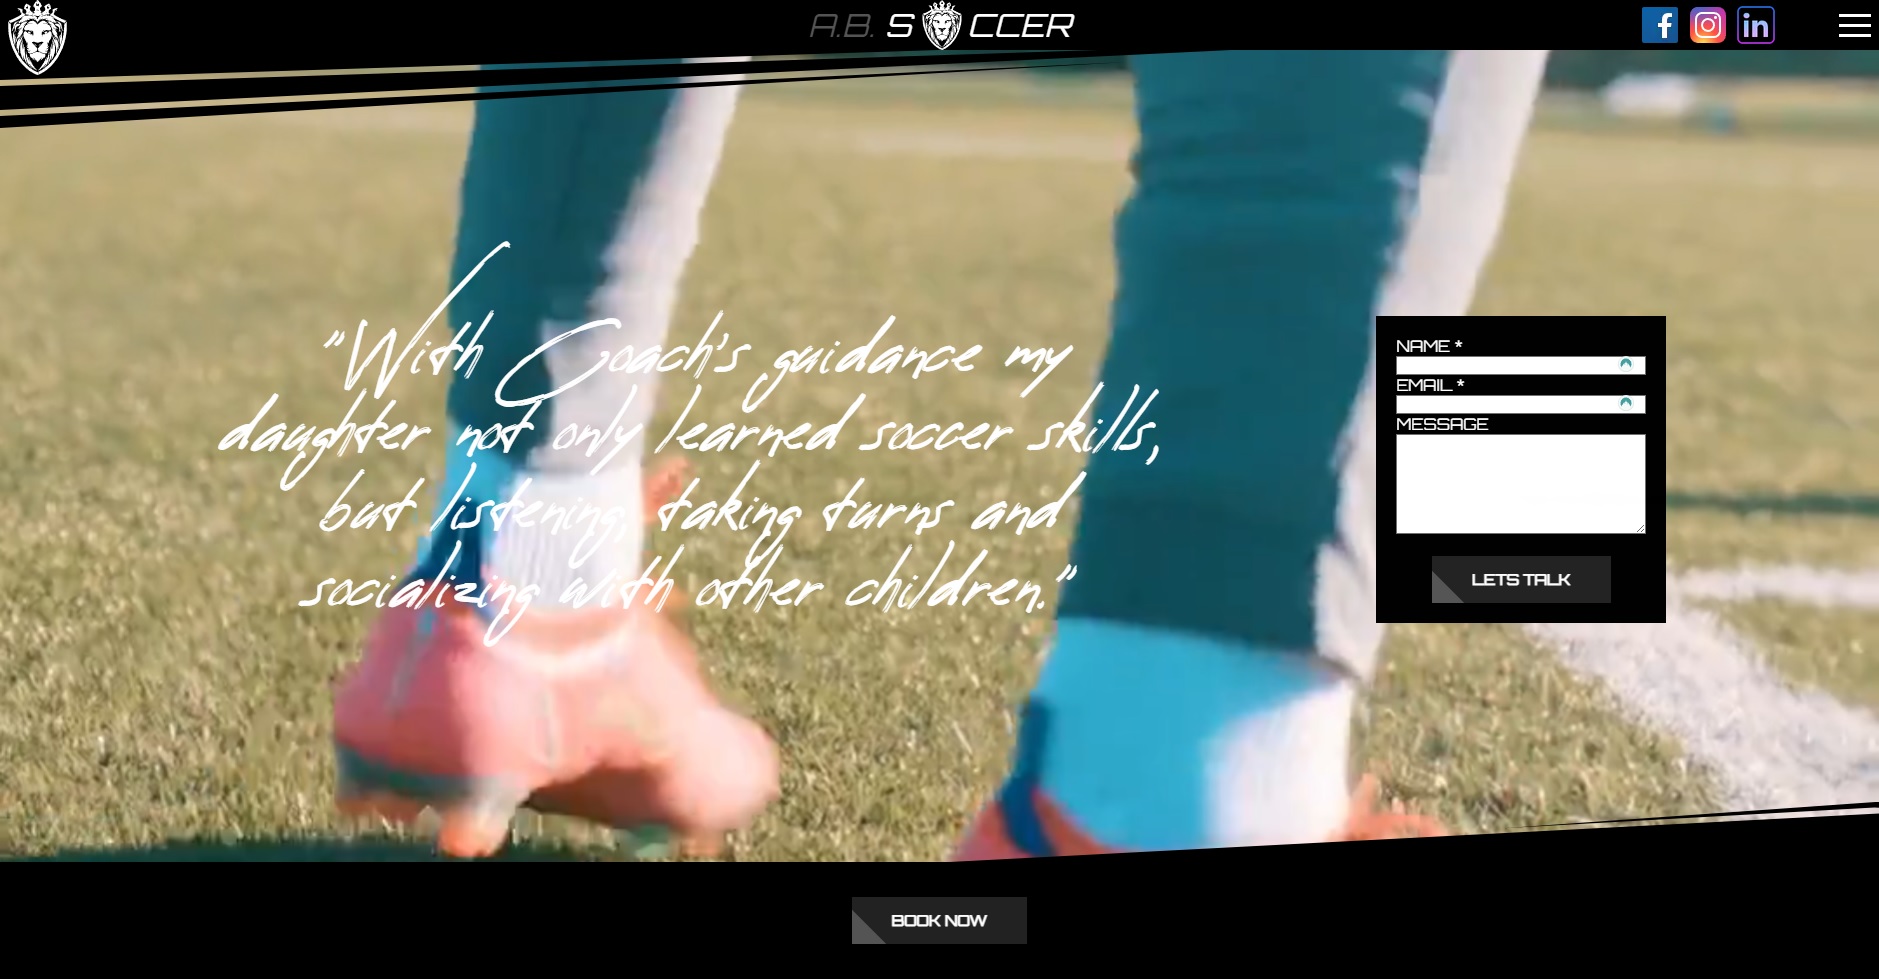 A.B. S CCER
"With Coach's guidance my
daughter not only learned soccer skills,
but listening, taking turns and
socializing with other children."
NAME *
EMAIL *
MESSAGE
LETS TALK
BOOK NOW